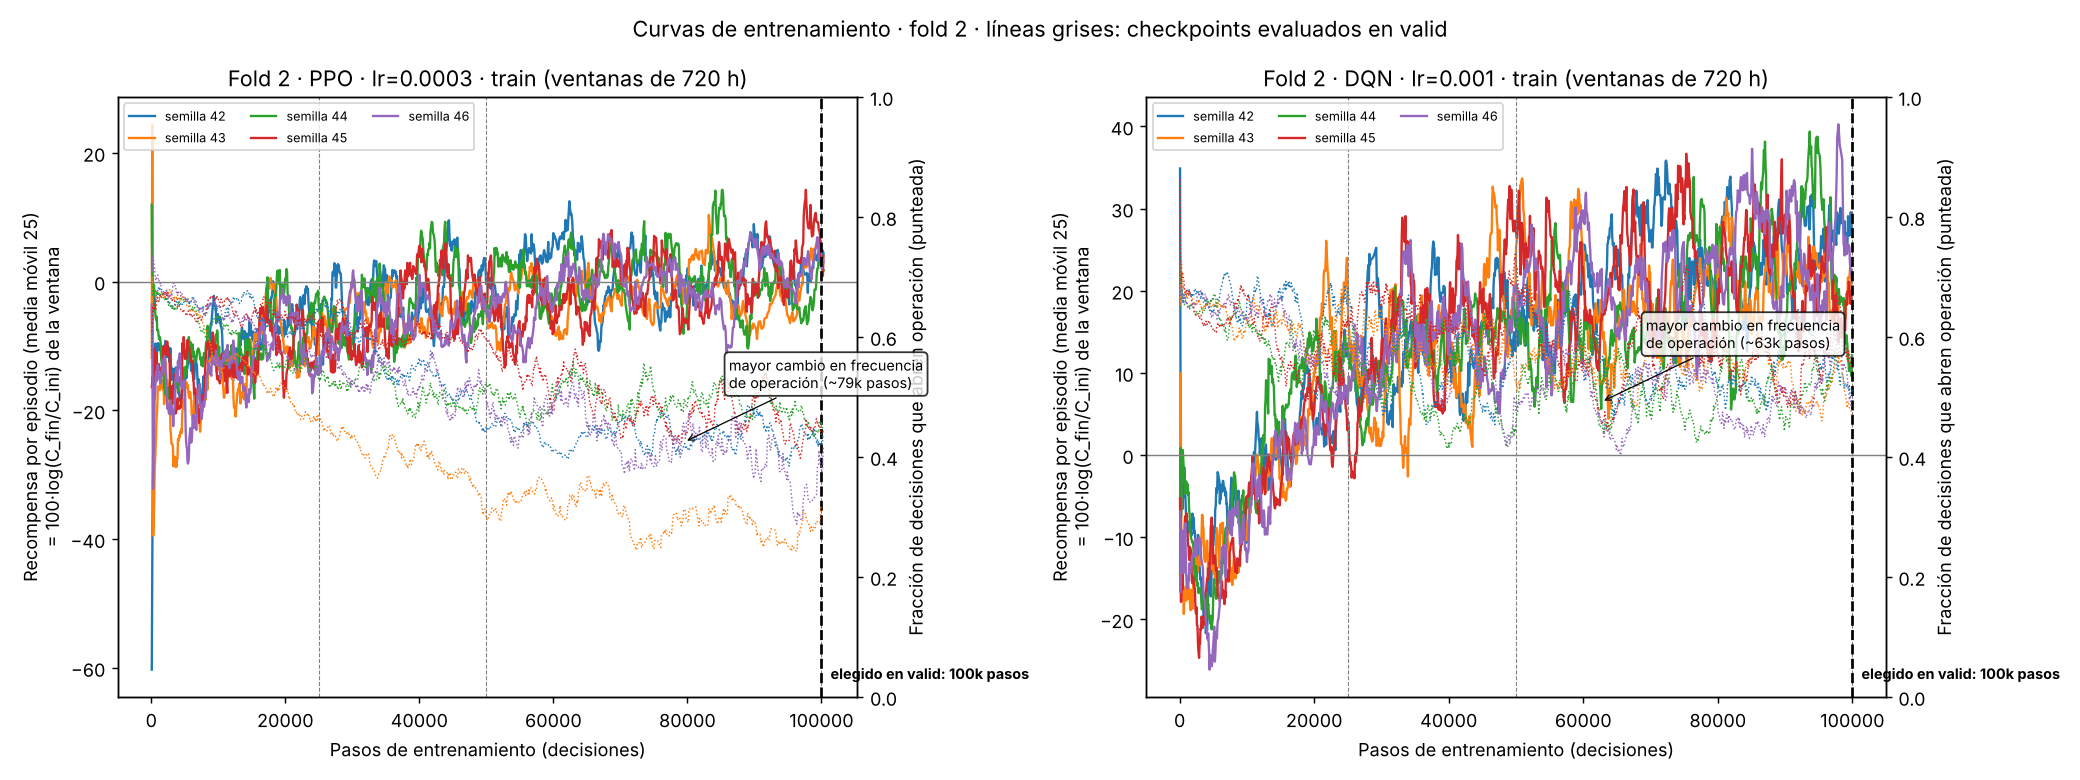 Curvas de entrenamiento · fold 2 · líneas grises: checkpoints evaluados en valid
Fold 2 · PPO · lr=0.0003 · train (ventanas de 720 h)
semilla 42
semilla 43
semilla 44
semilla 45
semilla 46
Recompensa por episodio (media móvil 25)
= 100·log(C_fin/C_ini) de la ventana
20
0
−20
−40
−60
1.0
0.8
0.6
0.4
0.2
0.0
Fracción de decisiones que abren operación (punteada)
mayor cambio en frecuencia
de operación (~79k pasos)
elegido en valid: 100k pasos
0
20000
40000
60000
80000
100000
Pasos de entrenamiento (decisiones)
Fold 2 · DQN · lr=0.001 · train (ventanas de 720 h)
semilla 42
semilla 43
semilla 44
semilla 45
semilla 46
Recompensa por episodio (media móvil 25)
= 100·log(C_fin/C_ini) de la ventana
40
30
20
10
0
−10
−20
1.0
0.8
0.6
0.4
0.2
0.0
Fracción de decisiones que abren operación (punteada)
mayor cambio en frecuencia
de operación (~63k pasos)
elegido en valid: 100k pasos
0
20000
40000
60000
80000
100000
Pasos de entrenamiento (decisiones)